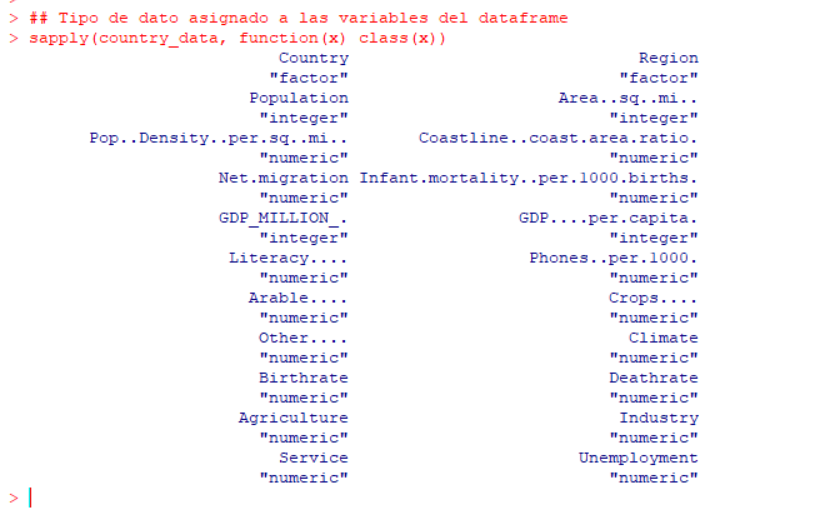 >
> ## Tipo de dato asignado a las variables del dataframe
> sapply(country_data, function(x) class(x))
Country Region
"factor" "factor"
Population Area..sq..mi..
"integer" "integer"
Pop..Density..per.sq..mi.. Coastline..coast.area.ratio.
"numeric" "numeric"
Net.migration Infant.mortality..per.1000.births.
"numeric" "numeric"
GDP_MILLION_. GDP....per.capita.
"integer" "integer"
Literacy.... Phones..per.1000.
"numeric" "numeric"
Arable.... Crops....
"numeric" "numeric"
Other.... Climate
"numeric" "numeric"
Birthrate Deathrate
"numeric" "numeric"
Agriculture Industry
"numeric" "numeric"
Service Unemployment
"numeric" "numeric"
>